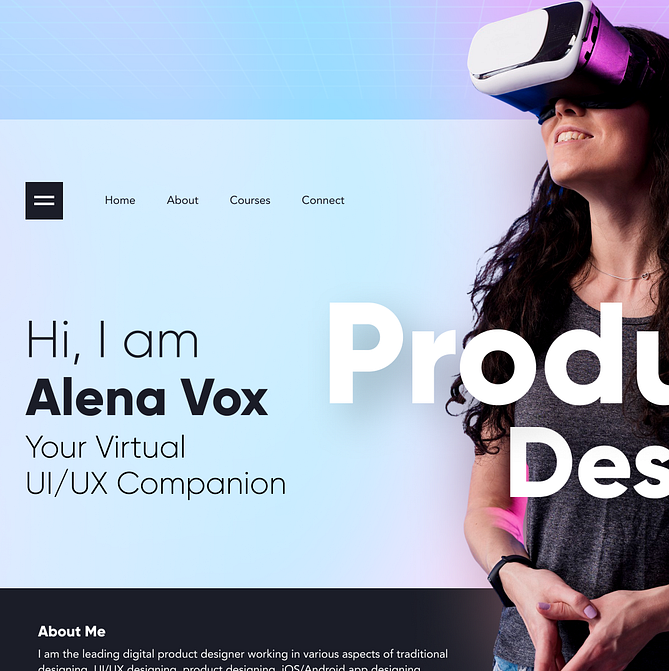 Home About Courses Connect
Hi, I am
Alena Vox
Your Virtual
UI/UX Companion
Produ
Des
About Me
I am the leading digital product designer working in various aspects of traditional
designing, UI/UX designing, product designing, iOS/Android app designing,